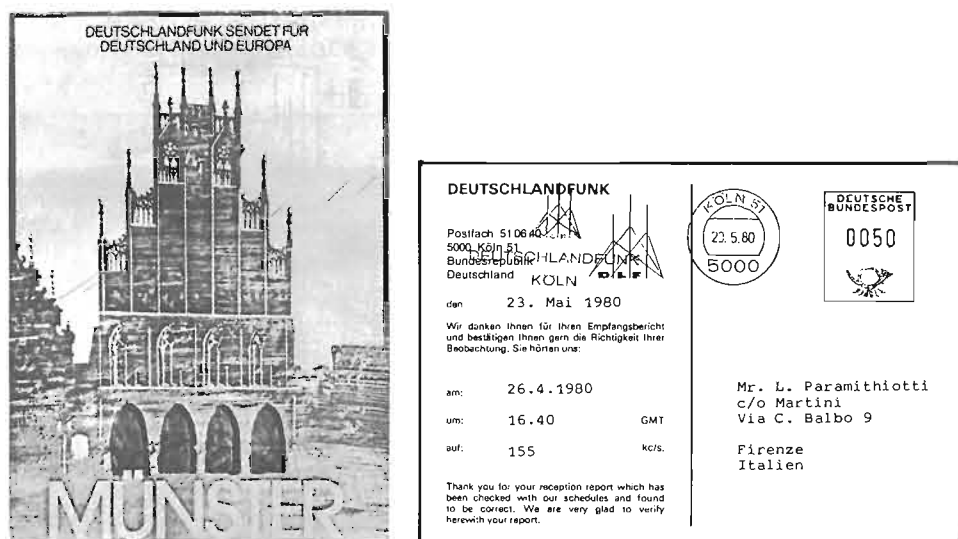 DEUTSCHLANDFUNK SENDET FÜR
DEUTSCHLAND UND EUROPA
MÜNSTER
DEUTSCHLANDFUNK
Postfach 510640
5000 Köln 51
Bundesrepublik
Deutschland
DEUTSCHLANDFUNK
KÖLN
DLF
den 23. Mai 1980
Wir danken Ihnen für Ihren Empfangsbericht
und bestätigen Ihnen gern die Richtigkeit Ihrer
Beobachtung. Sie hörten uns:
am: 26.4.1980
um: 16.40 GMT
auf: 155 kc/s.
Thank you for your reception report which has
been checked with our schedules and found
to be correct. We are very glad to verify
herewith your report.
KÖLN 51
23.5.80
5000
DEUTSCHE
BUNDESPOST
0050
Mr. L. Paramithiotti
c/o Martini
Via C. Balbo 9
Firenze
Italien